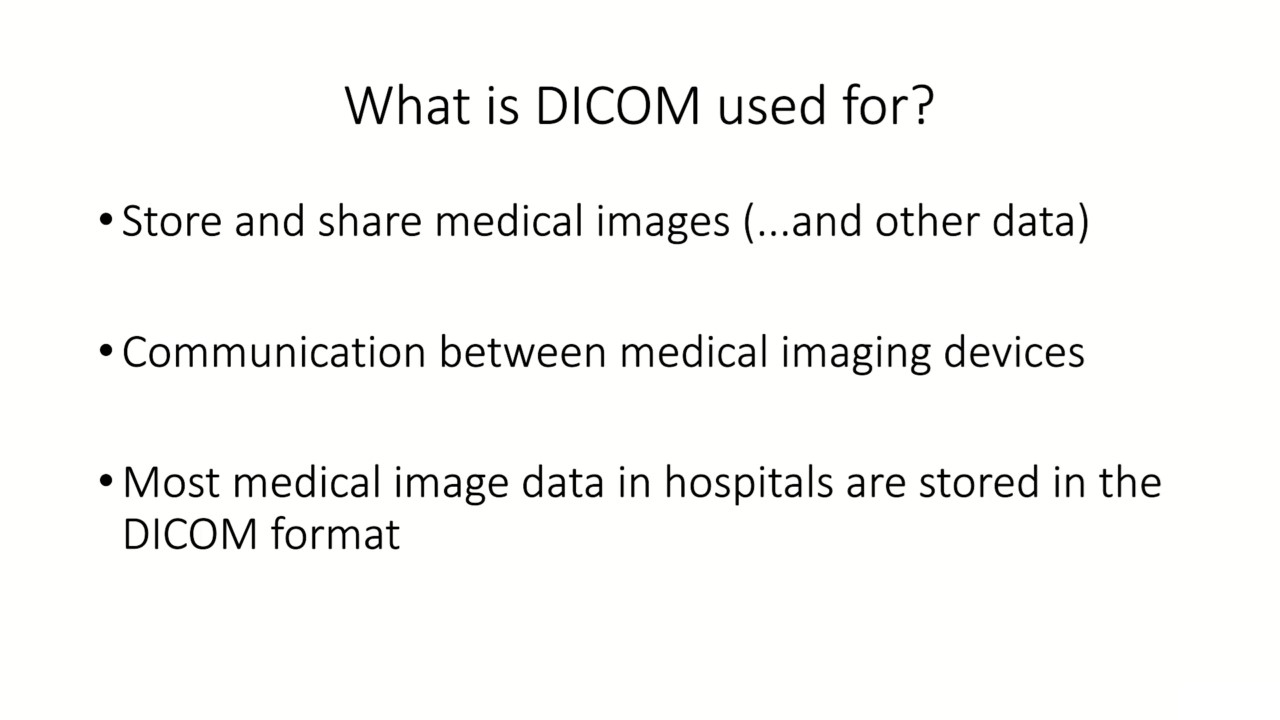 What is DICOM used for?
•Store and share medical images (...and other data)
•Communication between medical imaging devices
•Most medical image data in hospitals are stored in the
DICOM format